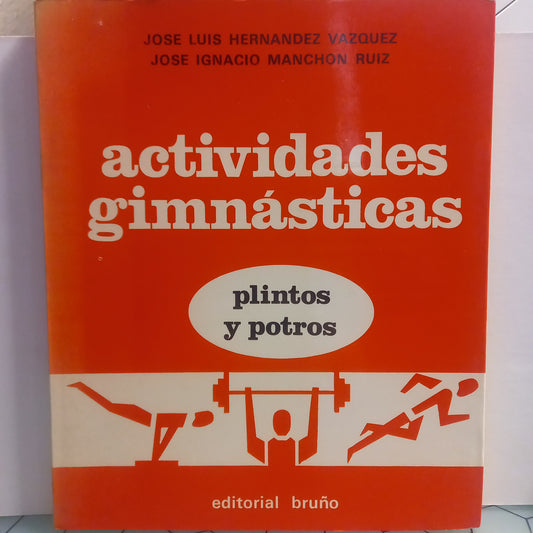 JOSE LUIS HERNANDEZ VAZQUEZ
JOSE IGNACIO MANCHON RUIZ
actividades
gimnásticas
plintos
y potros
editorial bruño